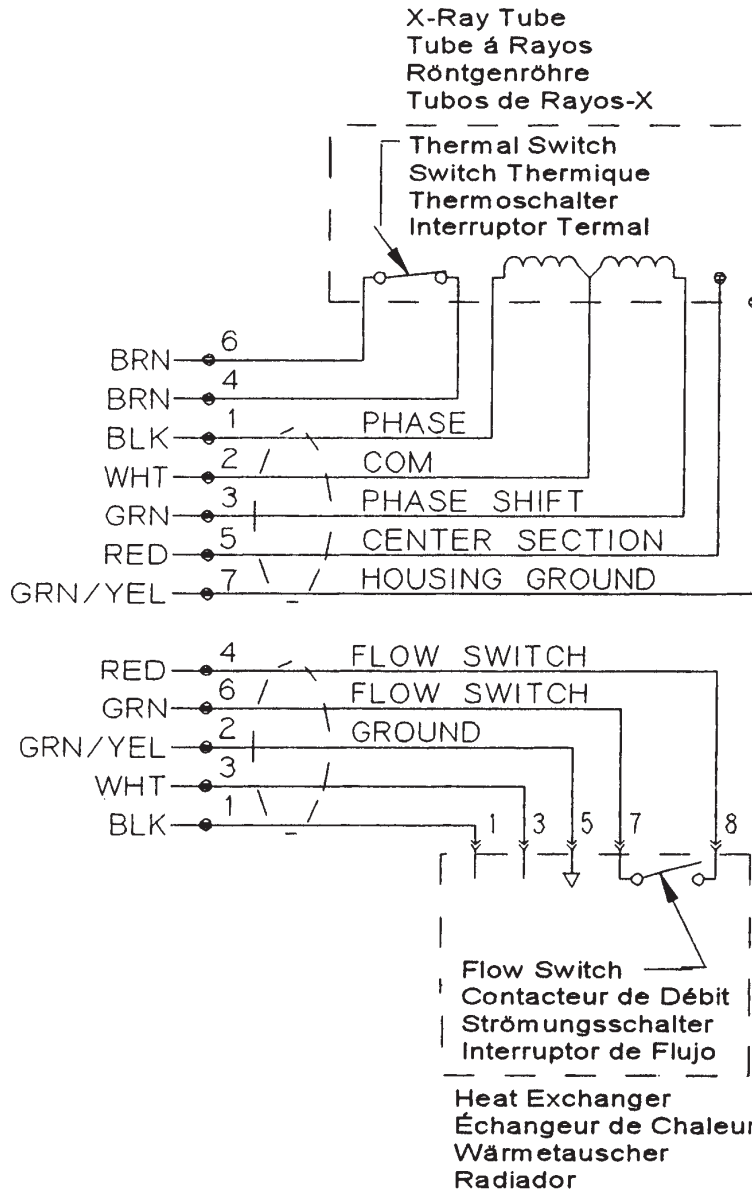 X-Ray Tube
Tube á Rayos
Röntgenröhre
Tubos de Rayos-X
Thermal Switch
Switch Thermique
Thermoschalter
Interruptor Termal
BRN 6
BRN 4
BLK 1 PHASE
WHT 2 COM
GRN 3 PHASE SHIFT
RED 5 CENTER SECTION
GRN/YEL 7 HOUSING GROUND
RED 4 FLOW SWITCH
GRN 6 FLOW SWITCH
GRN/YEL 2 GROUND
WHT 3
BLK 1
1 3 5 7 8
Flow Switch
Contacteur de Débit
Strömungsschalter
Interruptor de Flujo
Heat Exchanger
Échangeur de Chaleur
Wärmetauscher
Radiador